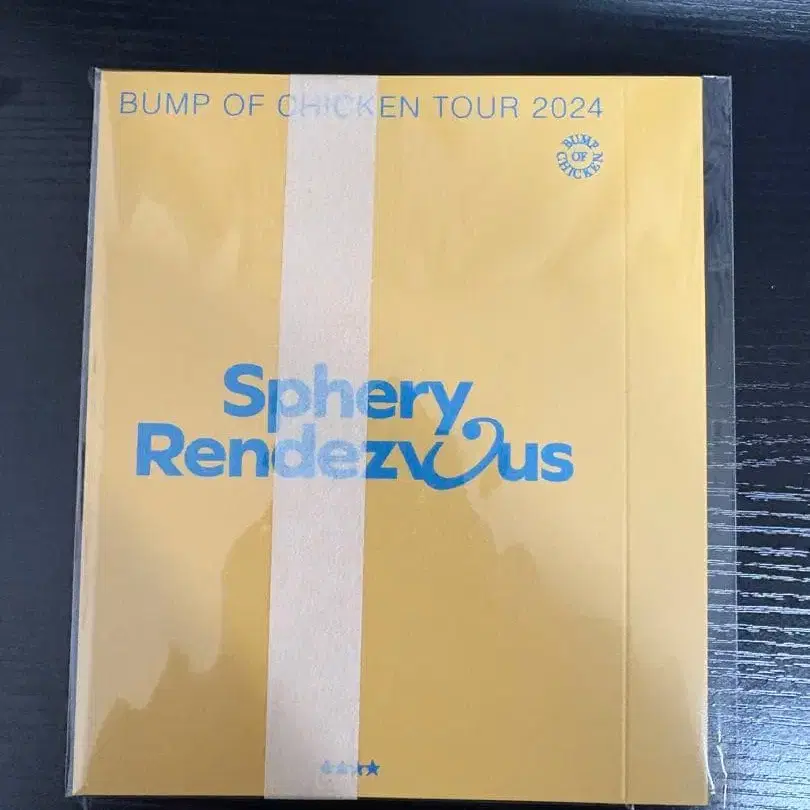 BUMP OF CHICKEN TOUR 2024
BUMP
OF
CHICKEN
Sphery
Rendezvous
★★★★